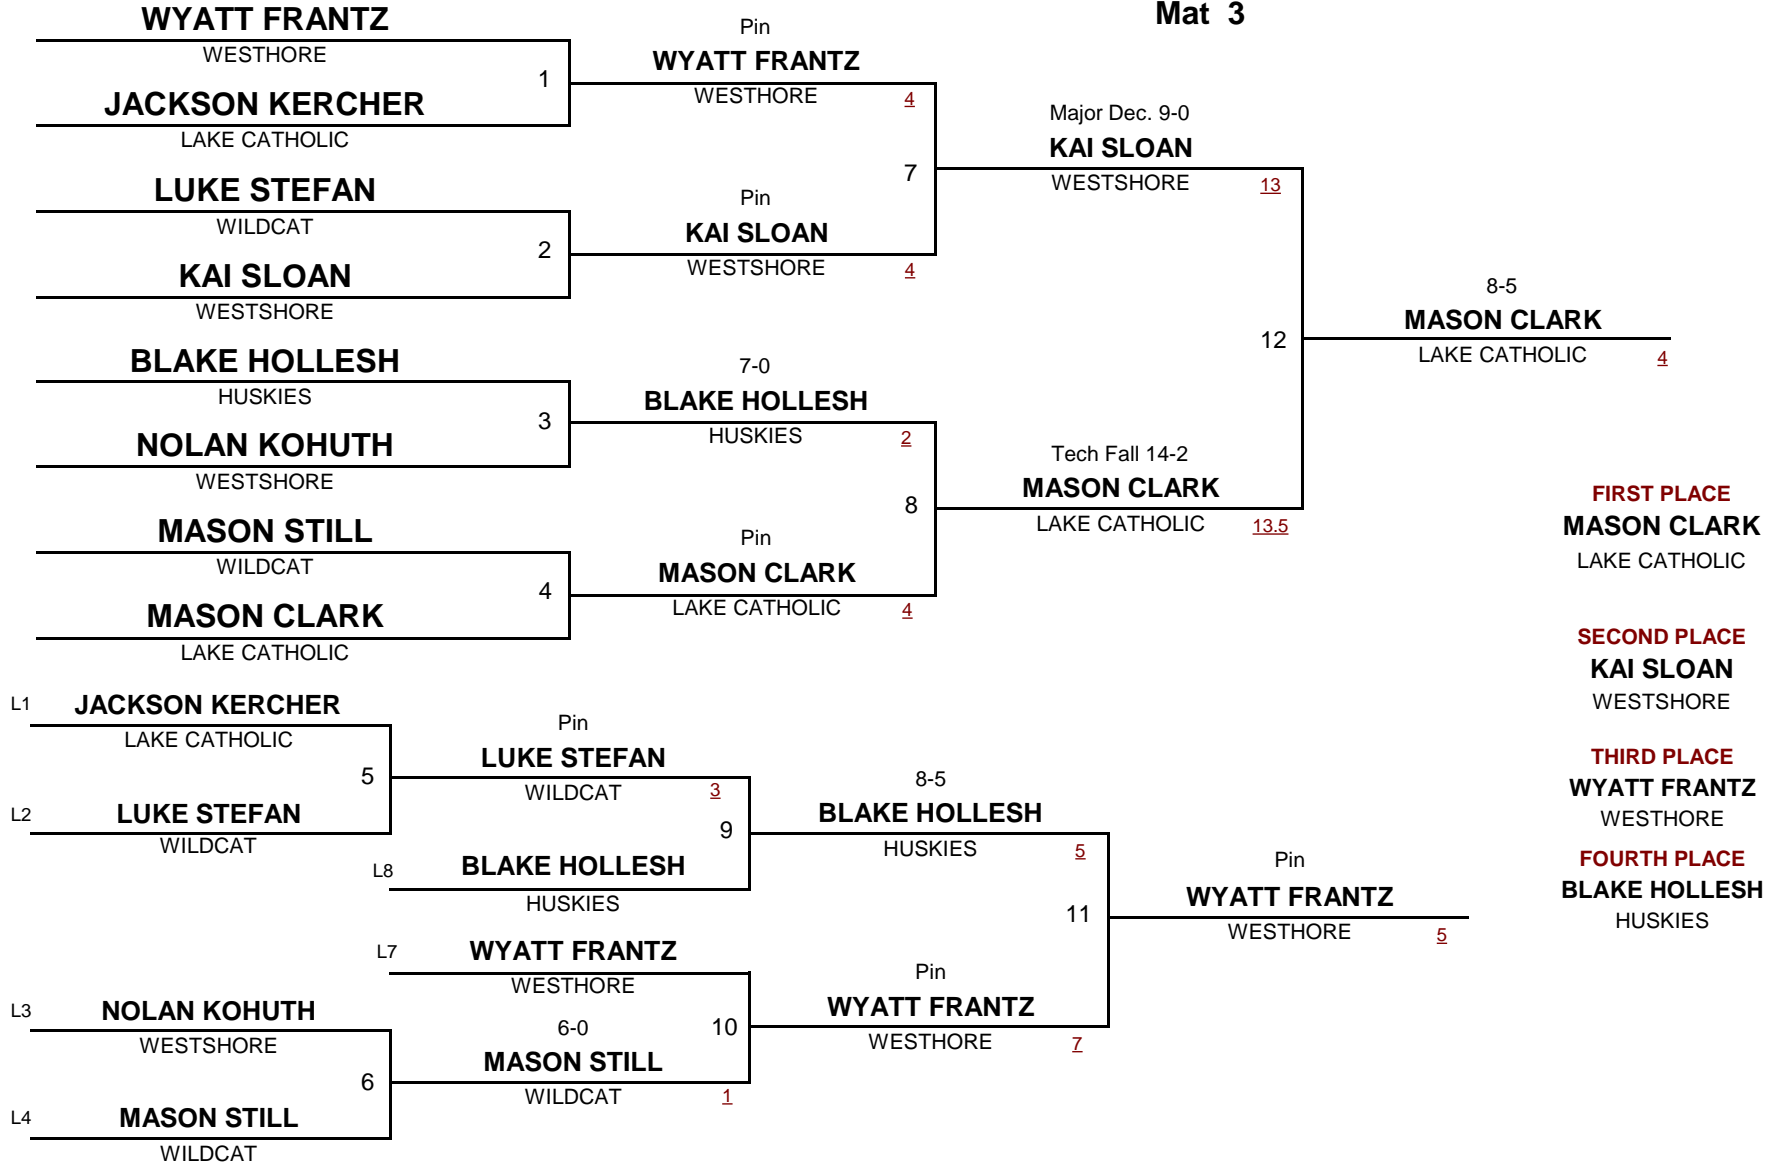 Mat 3
WYATT FRANTZ
WESTHORE
1
JACKSON KERCHER
LAKE CATHOLIC
LUKE STEFAN
WILDCAT
2
KAI SLOAN
WESTSHORE
BLAKE HOLLESH
HUSKIES
3
NOLAN KOHUTH
WESTSHORE
MASON STILL
WILDCAT
4
MASON CLARK
LAKE CATHOLIC
Pin
WYATT FRANTZ
WESTHORE 4
7
Pin
KAI SLOAN
WESTSHORE 4
7-0
BLAKE HOLLESH
HUSKIES 2
8
Pin
MASON CLARK
LAKE CATHOLIC 4
Major Dec. 9-0
KAI SLOAN
WESTSHORE 13
12
Tech Fall 14-2
MASON CLARK
LAKE CATHOLIC 13.5
8-5
MASON CLARK
LAKE CATHOLIC 4
FIRST PLACE
MASON CLARK
LAKE CATHOLIC
SECOND PLACE
KAI SLOAN
WESTSHORE
THIRD PLACE
WYATT FRANTZ
WESTHORE
FOURTH PLACE
BLAKE HOLLESH
HUSKIES
L1 JACKSON KERCHER
LAKE CATHOLIC
5
L2 LUKE STEFAN
WILDCAT
Pin
LUKE STEFAN
WILDCAT 3
9
L8 BLAKE HOLLESH
HUSKIES
L7 WYATT FRANTZ
WESTHORE
10
L3 NOLAN KOHUTH
WESTSHORE
6
L4 MASON STILL
WILDCAT
6-0
MASON STILL
WILDCAT 1
8-5
BLAKE HOLLESH
HUSKIES 5
11
Pin
WYATT FRANTZ
WESTHORE 7
Pin
WYATT FRANTZ
WESTHORE 5